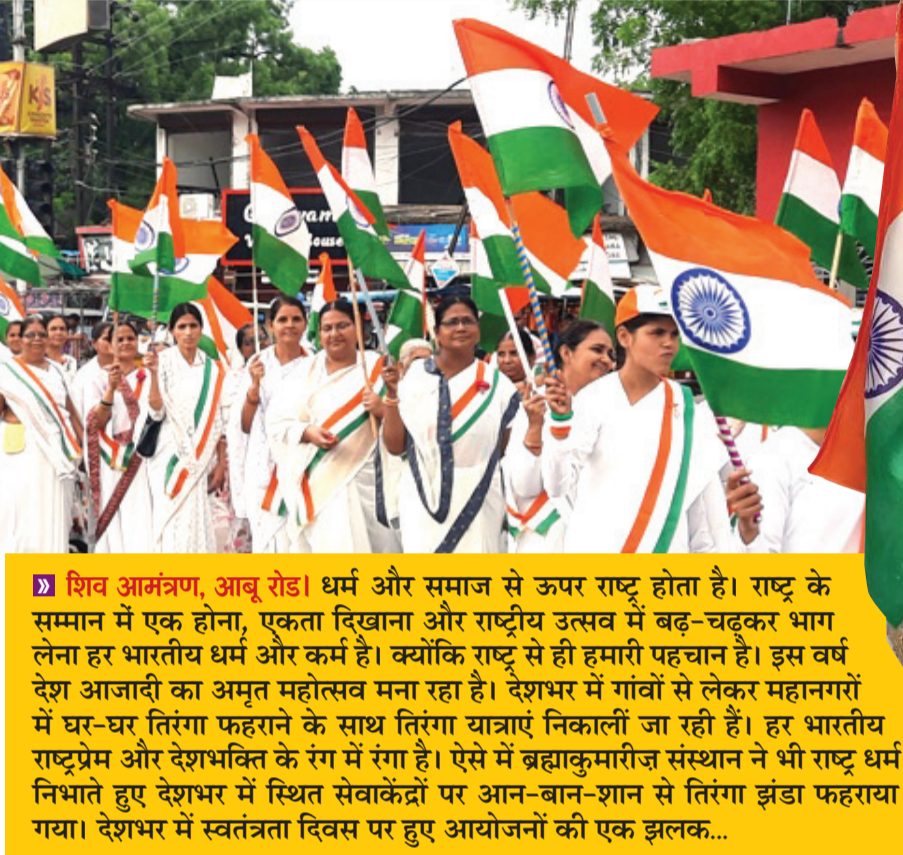 KJS
» शिव आमंत्रण, आबू रोड। धर्म और समाज से ऊपर राष्ट्र होता है। राष्ट्र के
सम्मान में एक होना, एकता दिखाना और राष्ट्रीय उत्सव में बढ़-चढ़कर भाग
लेना हर भारतीय धर्म और कर्म है। क्योंकि राष्ट्र से ही हमारी पहचान है। इस वर्ष
देश आजादी का अमृत महोत्सव मना रहा है। देशभर में गांवों से लेकर महानगरों
में घर-घर तिरंगा फहराने के साथ तिरंगा यात्राएं निकालीं जा रही हैं। हर भारतीय
राष्ट्रप्रेम और देशभक्ति के रंग में रंगा है। ऐसे में ब्रह्माकुमारीज़ संस्थान ने भी राष्ट्र धर्म
निभाते हुए देशभर में स्थित सेवाकेंद्रों पर आन-बान-शान से तिरंगा झंडा फहराया
गया। देशभर में स्वतंत्रता दिवस पर हुए आयोजनों की एक झलक...